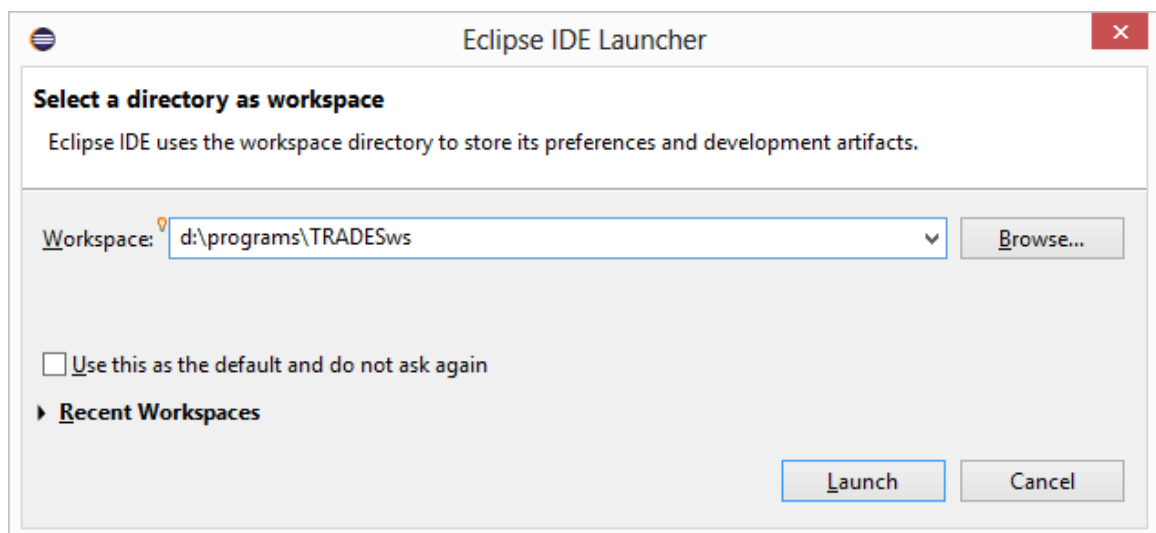 Eclipse IDE Launcher
Select a directory as workspace
Eclipse IDE uses the workspace directory to store its preferences and development artifacts.
Workspace: d:\programs\TRADESws Browse...
Use this as the default and do not ask again
Recent Workspaces
Launch Cancel